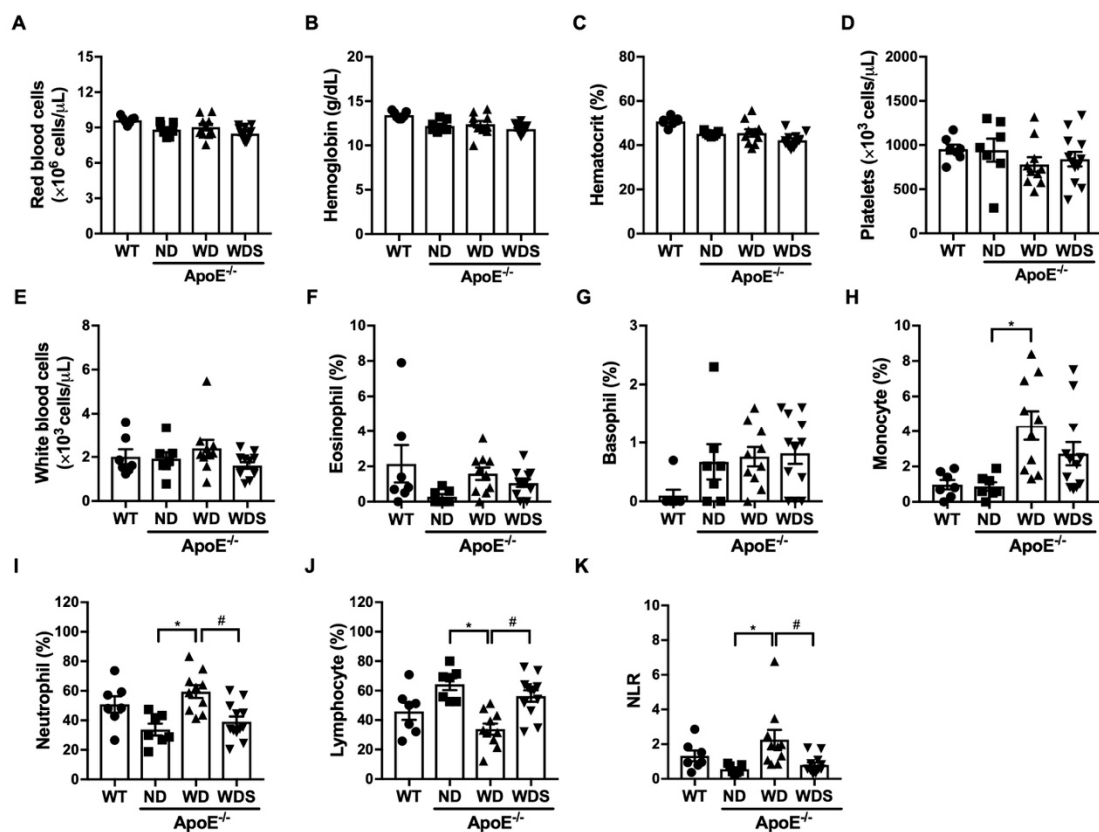 A
Red blood cells
(×10⁶ cells/μL)
15
12
9
6
3
0
WT ND WD WDS
ApoE⁻/⁻
B
Hemoglobin (g/dL)
20
15
10
5
0
WT ND WD WDS
ApoE⁻/⁻
C
Hematocrit (%)
80
60
40
20
0
WT ND WD WDS
ApoE⁻/⁻
D
Platelets (×10³ cells/μL)
2000
1500
1000
500
0
WT ND WD WDS
ApoE⁻/⁻
E
White blood cells
(×10³ cells/μL)
8
6
4
2
0
WT ND WD WDS
ApoE⁻/⁻
F
Eosinophil (%)
10
8
6
4
2
0
WT ND WD WDS
ApoE⁻/⁻
G
Basophil (%)
3
2
1
0
WT ND WD WDS
ApoE⁻/⁻
H
Monocyte (%)
10
8
6
4
2
0
*
WT ND WD WDS
ApoE⁻/⁻
I
Neutrophil (%)
120
100
80
60
40
20
0
* #
WT ND WD WDS
ApoE⁻/⁻
J
Lymphocyte (%)
120
100
80
60
40
20
0
* #
WT ND WD WDS
ApoE⁻/⁻
K
NLR
10
8
6
4
2
0
* #
WT ND WD WDS
ApoE⁻/⁻